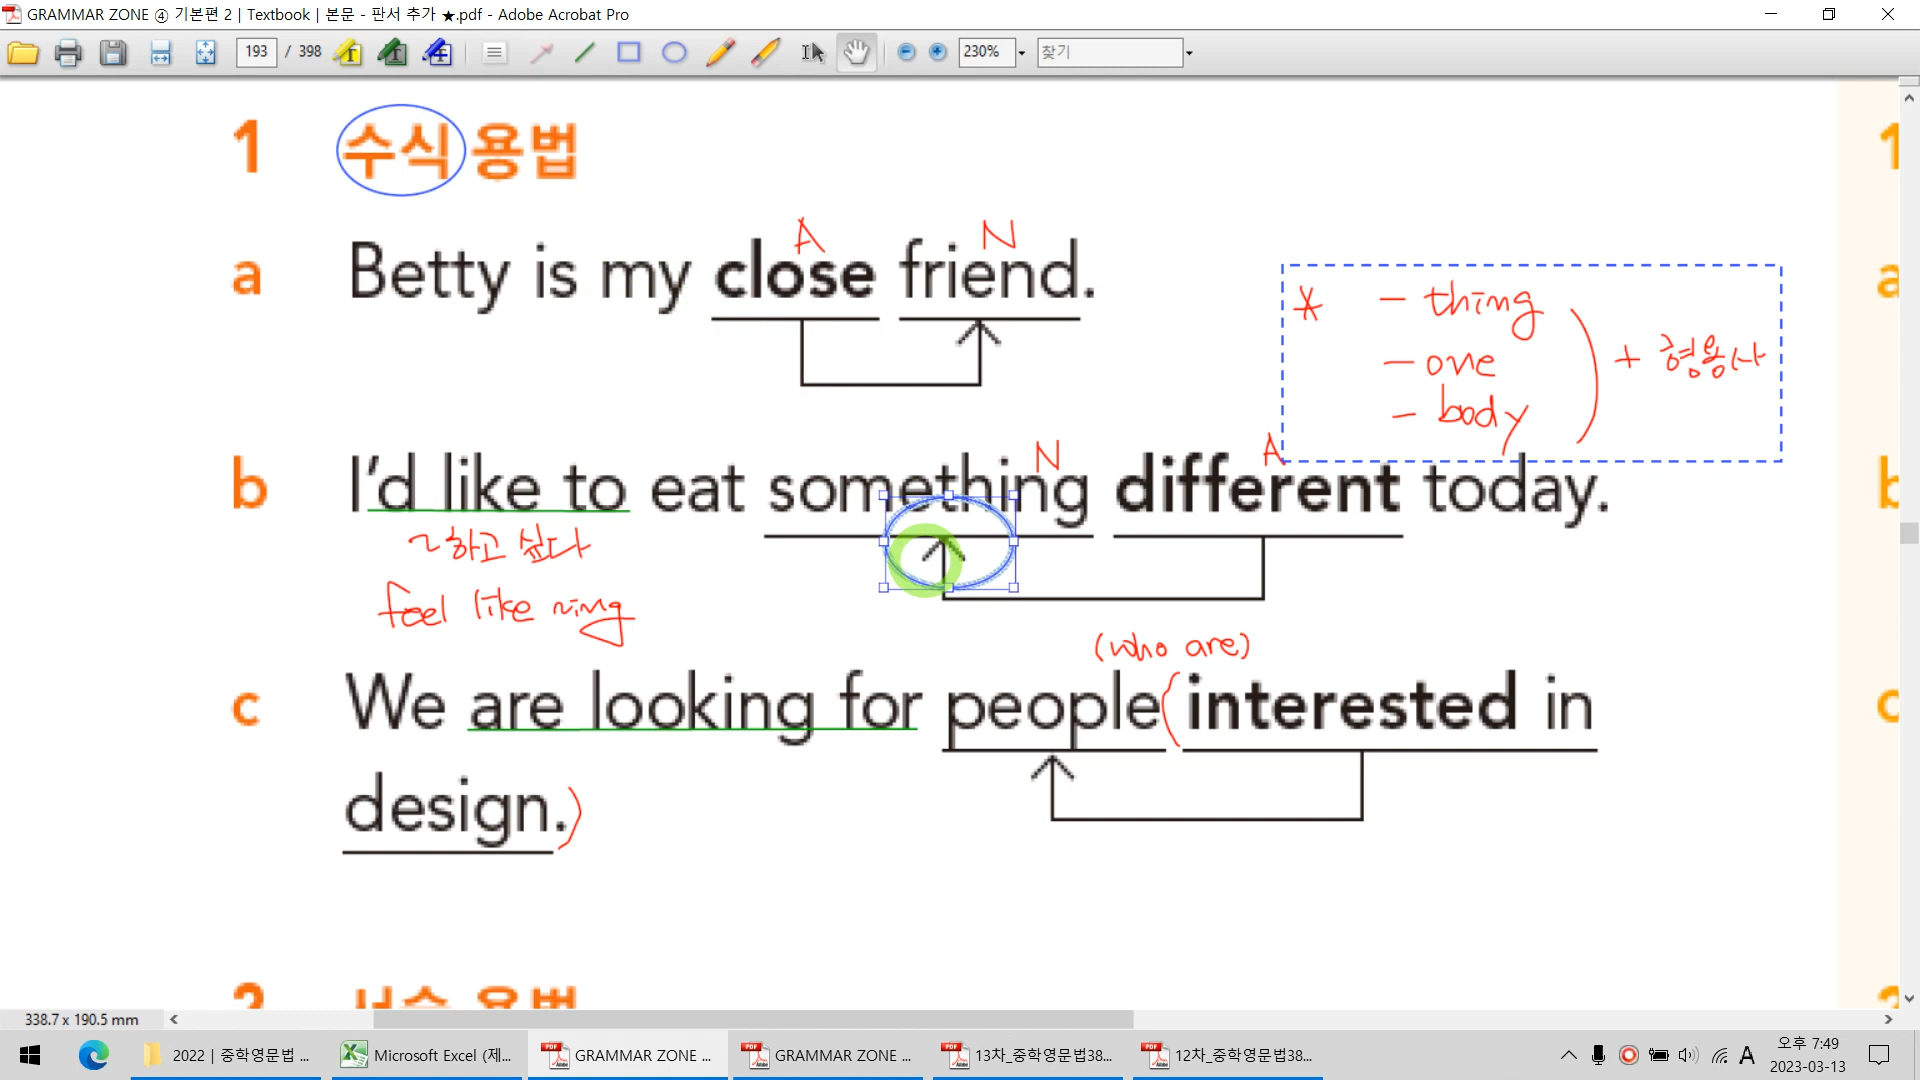 GRAMMAR ZONE ④ 기본편 2 | Textbook | 본문 - 판서 추가 ★.pdf - Adobe Acrobat Pro
193 / 398 230% 찾기
1 수식 용법
A N
a Betty is my close friend.
* - thing
- one + 형용사
- body
N A
b I'd like to eat something different today.
~하고 싶다
feel like ~ing
(who are)
c We are looking for people (interested in
design.)
338.7 x 190.5 mm
2022 | 중학영문법 ... Microsoft Excel (제... GRAMMAR ZONE ... GRAMMAR ZONE ... 13차_중학영문법38... 12차_중학영문법38... A 오후 7:49
2023-03-13